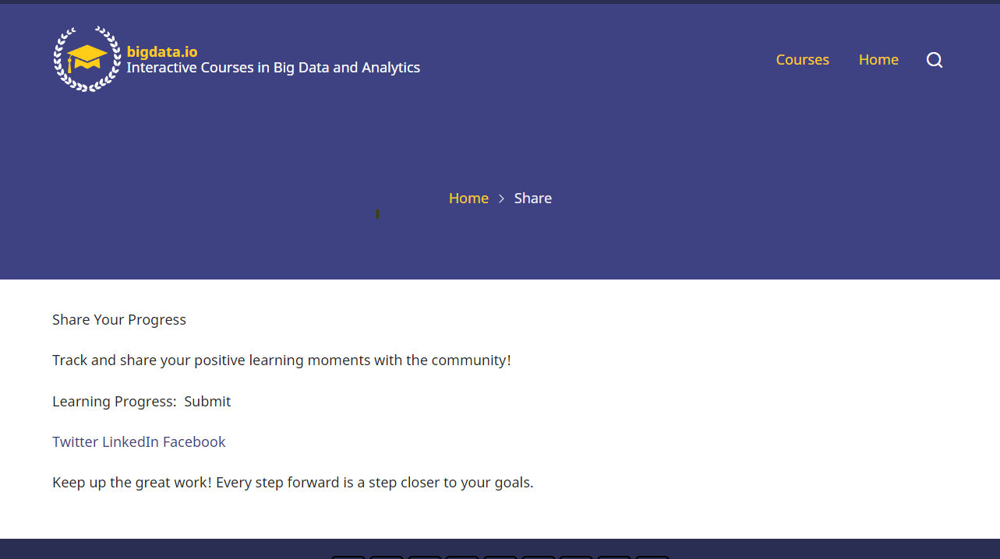 bigdata.io
Interactive Courses in Big Data and Analytics
Courses
Home
Home
Share
Share Your Progress
Track and share your positive learning moments with the community!
Learning Progress: Submit
Twitter LinkedIn Facebook
Keep up the great work! Every step forward is a step closer to your goals.